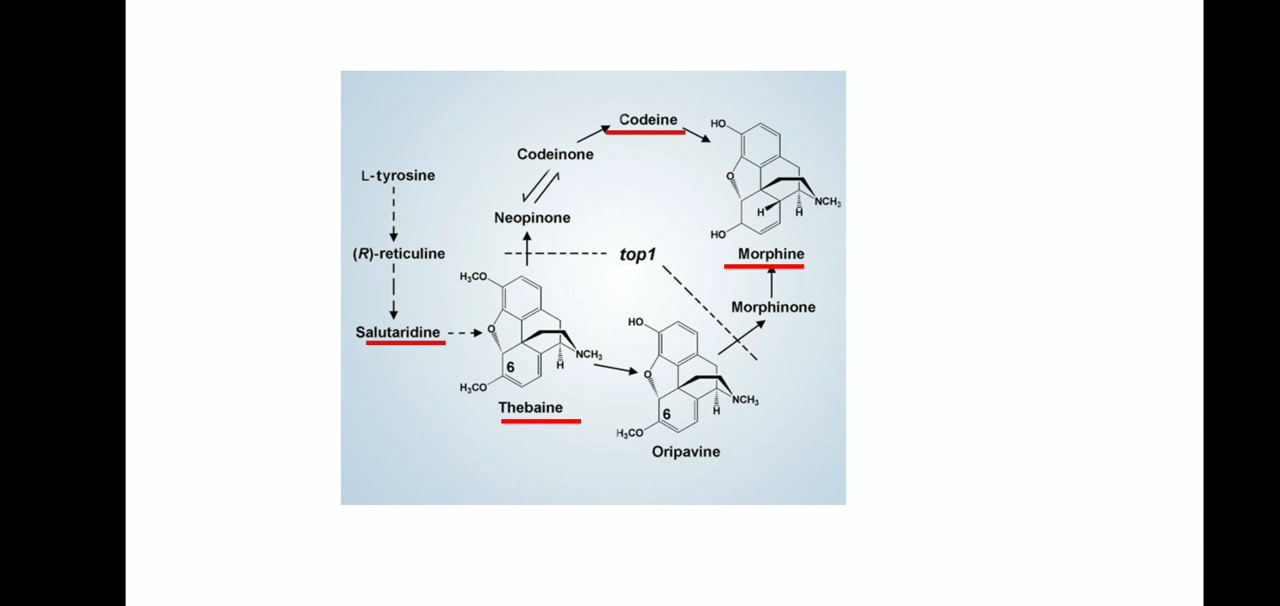 Codeine
HO
Codeinone
L-tyrosine
O
NCH₃
H
H
Neopinone
HO
(R)-reticuline
top1
Morphine
H₃CO
Morphinone
HO
Salutaridine
O
NCH₃
H
6
O
H₃CO
NCH₃
Thebaine
H
6
H₃CO
Oripavine